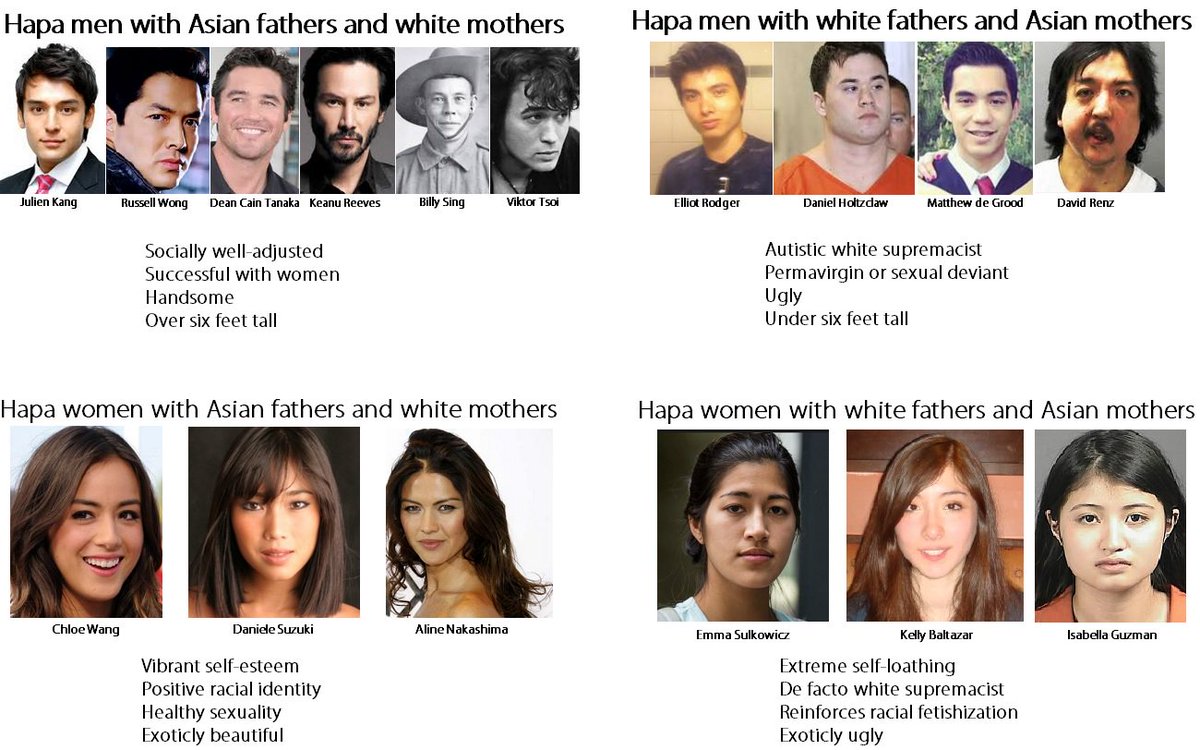 Hapa men with Asian fathers and white mothers
Julien Kang
Russell Wong
Dean Cain Tanaka
Keanu Reeves
Billy Sing
Viktor Tsoi
Socially well-adjusted
Successful with women
Handsome
Over six feet tall
Hapa men with white fathers and Asian mothers
Elliot Rodger
Daniel Holtzclaw
Matthew de Grood
David Renz
Autistic white supremacist
Permavirgin or sexual deviant
Ugly
Under six feet tall
Hapa women with Asian fathers and white mothers
Chloe Wang
Daniele Suzuki
Aline Nakashima
Vibrant self-esteem
Positive racial identity
Healthy sexuality
Exoticly beautiful
Hapa women with white fathers and Asian mothers
Emma Sulkowicz
Kelly Baltazar
Isabella Guzman
Extreme self-loathing
De facto white supremacist
Reinforces racial fetishization
Exoticly ugly